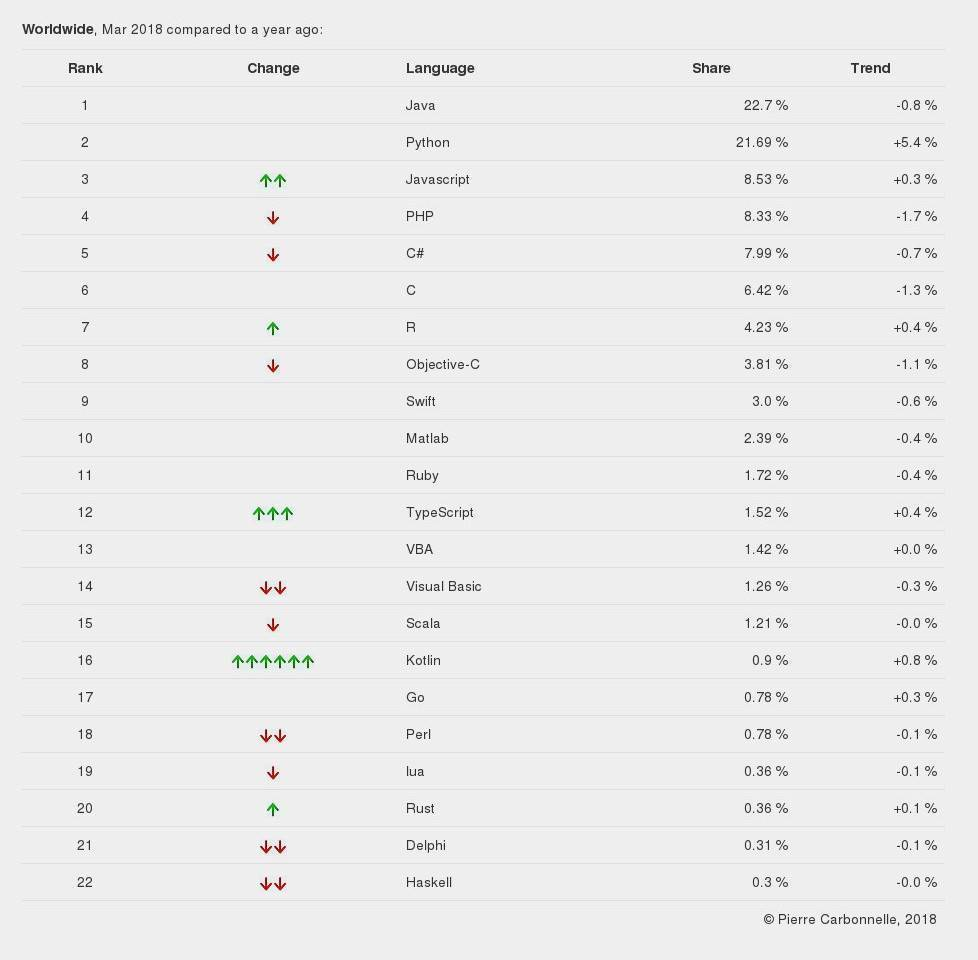 Worldwide, Mar 2018 compared to a year ago:
Rank Change Language Share Trend
1 Java 22.7 % -0.8 %
2 Python 21.69 % +5.4 %
3 ↑↑ Javascript 8.53 % +0.3 %
4 ↓ PHP 8.33 % -1.7 %
5 ↓ C# 7.99 % -0.7 %
6 C 6.42 % -1.3 %
7 ↑ R 4.23 % +0.4 %
8 ↓ Objective-C 3.81 % -1.1 %
9 Swift 3.0 % -0.6 %
10 Matlab 2.39 % -0.4 %
11 Ruby 1.72 % -0.4 %
12 ↑↑↑ TypeScript 1.52 % +0.4 %
13 VBA 1.42 % +0.0 %
14 ↓↓ Visual Basic 1.26 % -0.3 %
15 ↓ Scala 1.21 % -0.0 %
16 ↑↑↑↑↑↑ Kotlin 0.9 % +0.8 %
17 Go 0.78 % +0.3 %
18 ↓↓ Perl 0.78 % -0.1 %
19 ↓ lua 0.36 % -0.1 %
20 ↑ Rust 0.36 % +0.1 %
21 ↓↓ Delphi 0.31 % -0.1 %
22 ↓↓ Haskell 0.3 % -0.0 %
© Pierre Carbonnelle, 2018